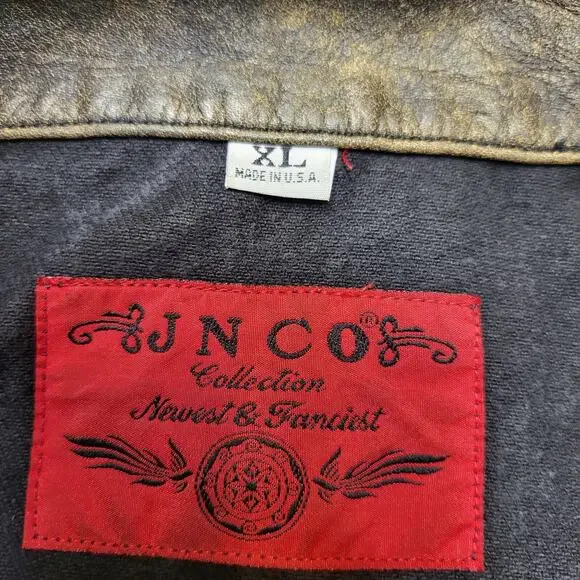 XL
MADE IN U.S.A.
JNCO®
Collection
Newest & Fanciest